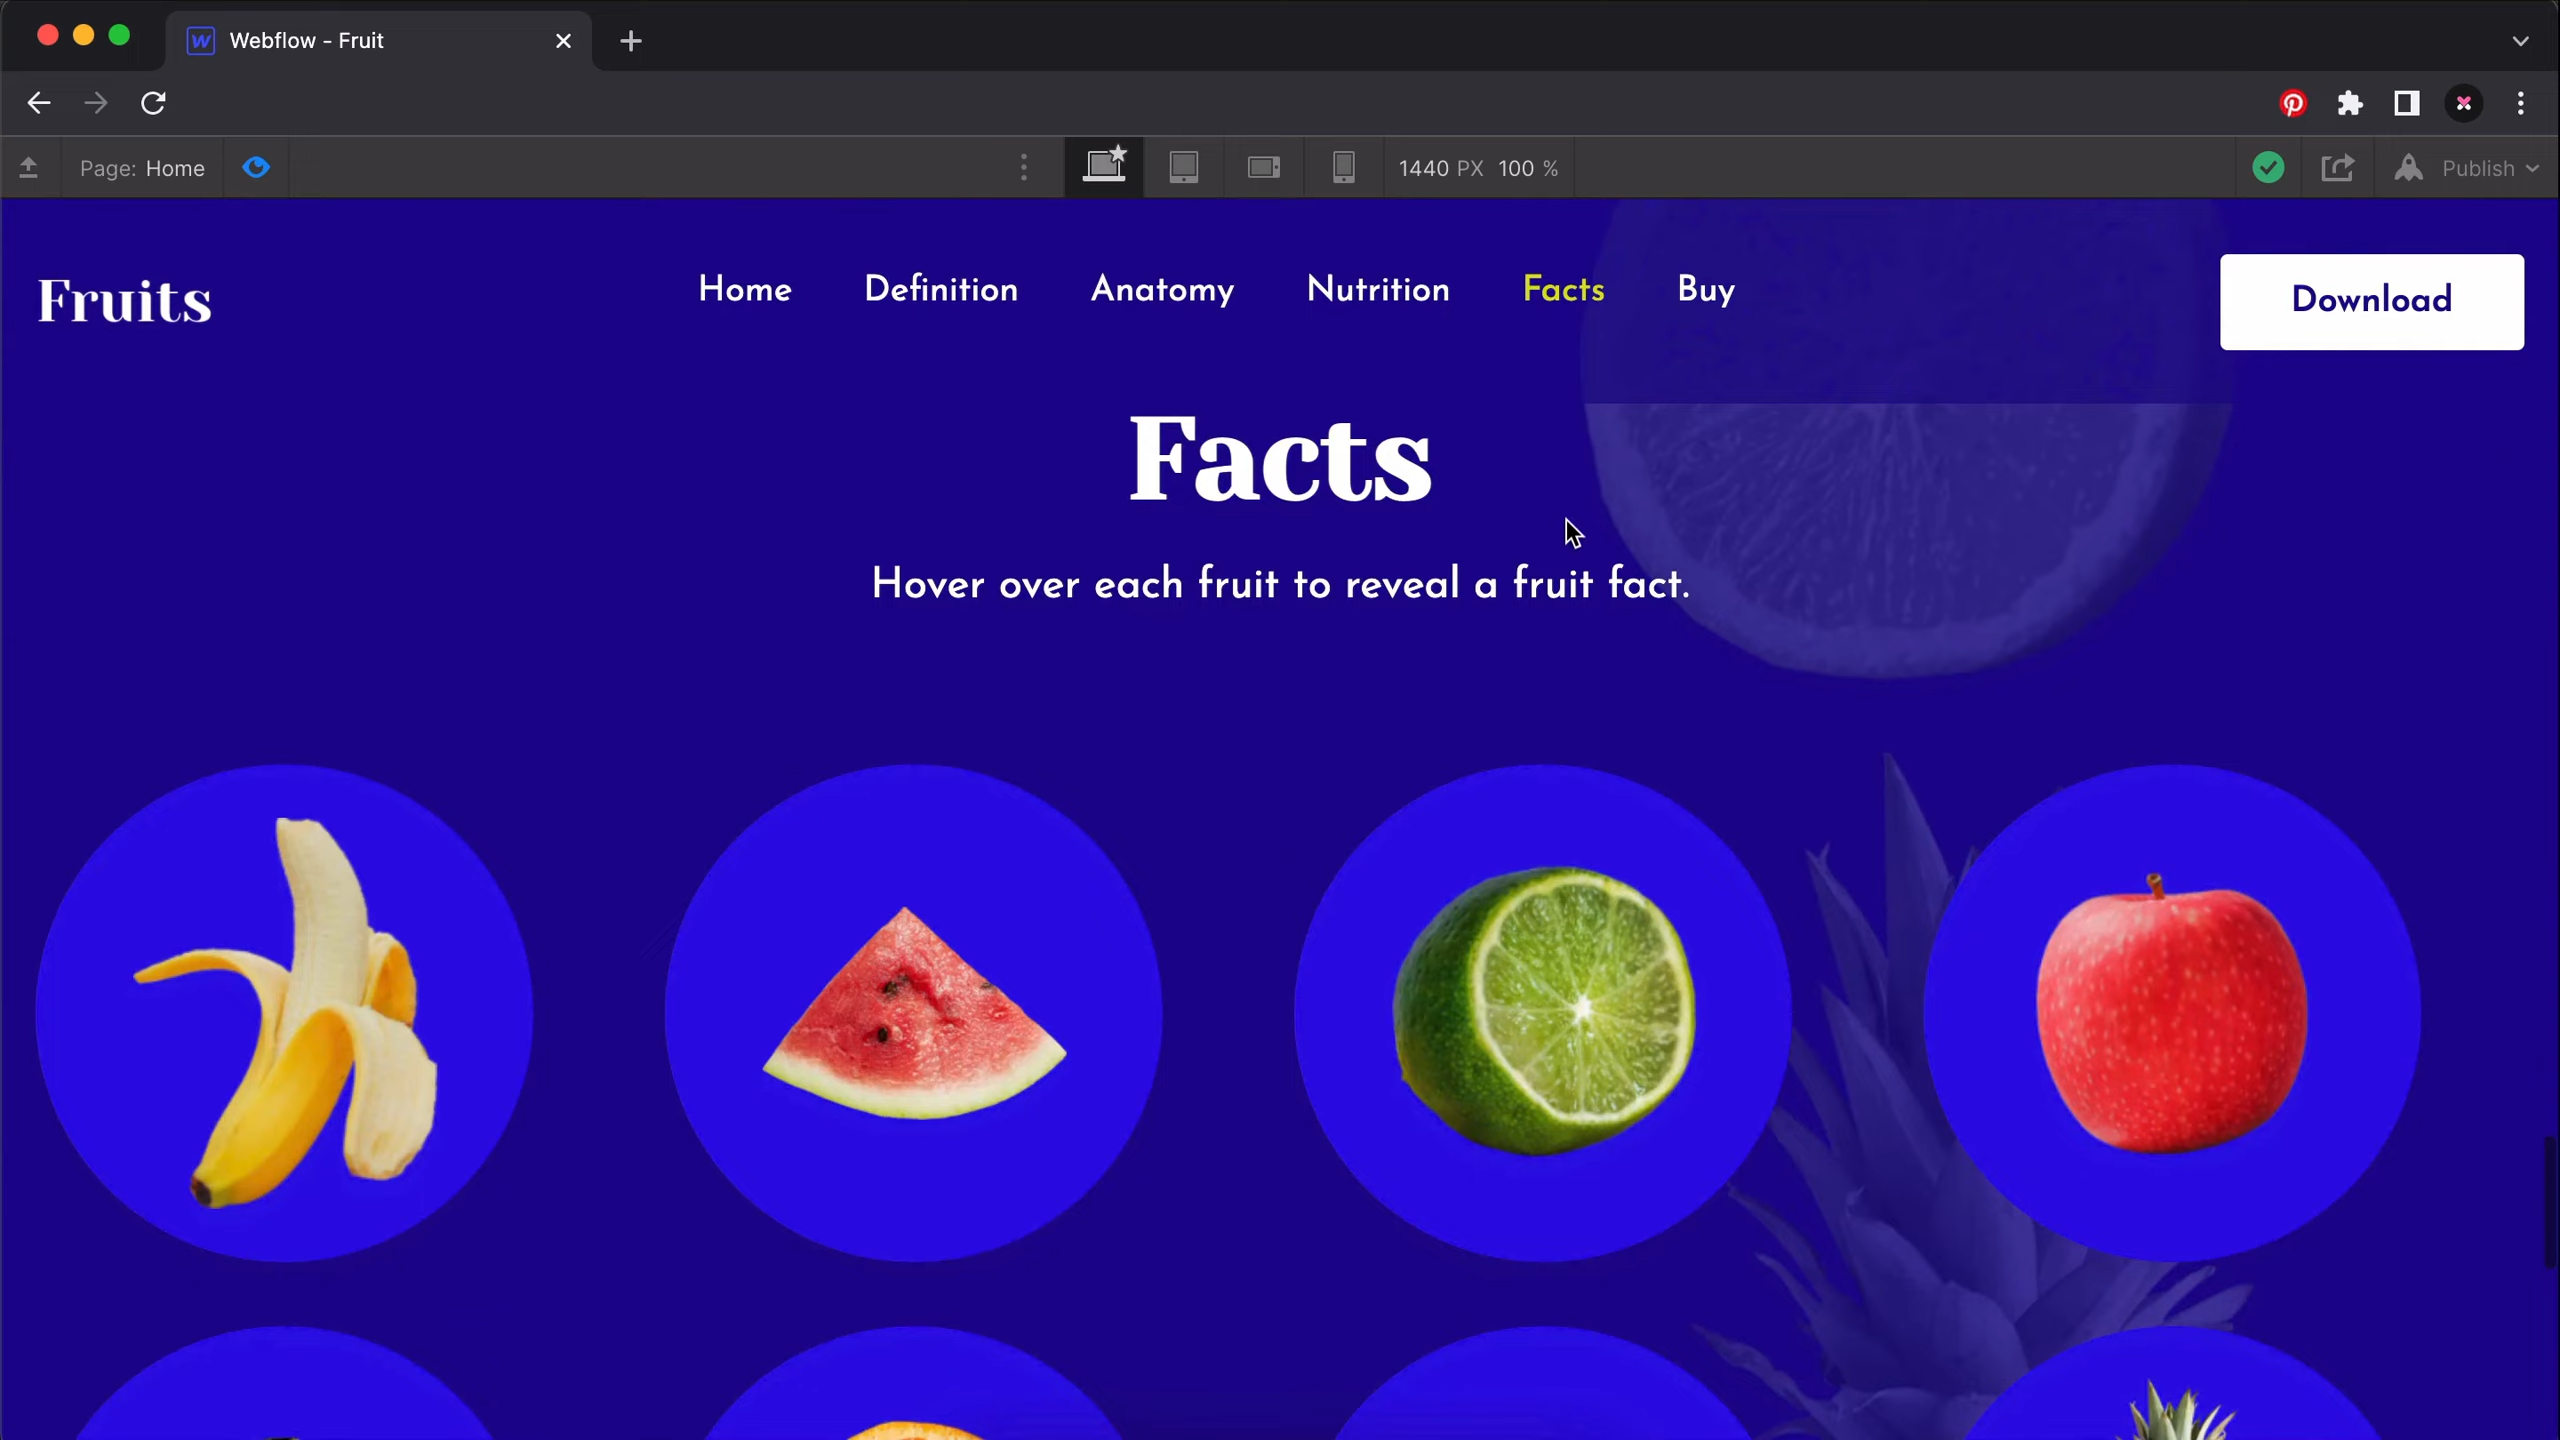 Webflow - Fruit
Page: Home
1440 PX 100 %
Publish
Fruits
Home Definition Anatomy Nutrition Facts Buy
Download
Facts
Hover over each fruit to reveal a fruit fact.